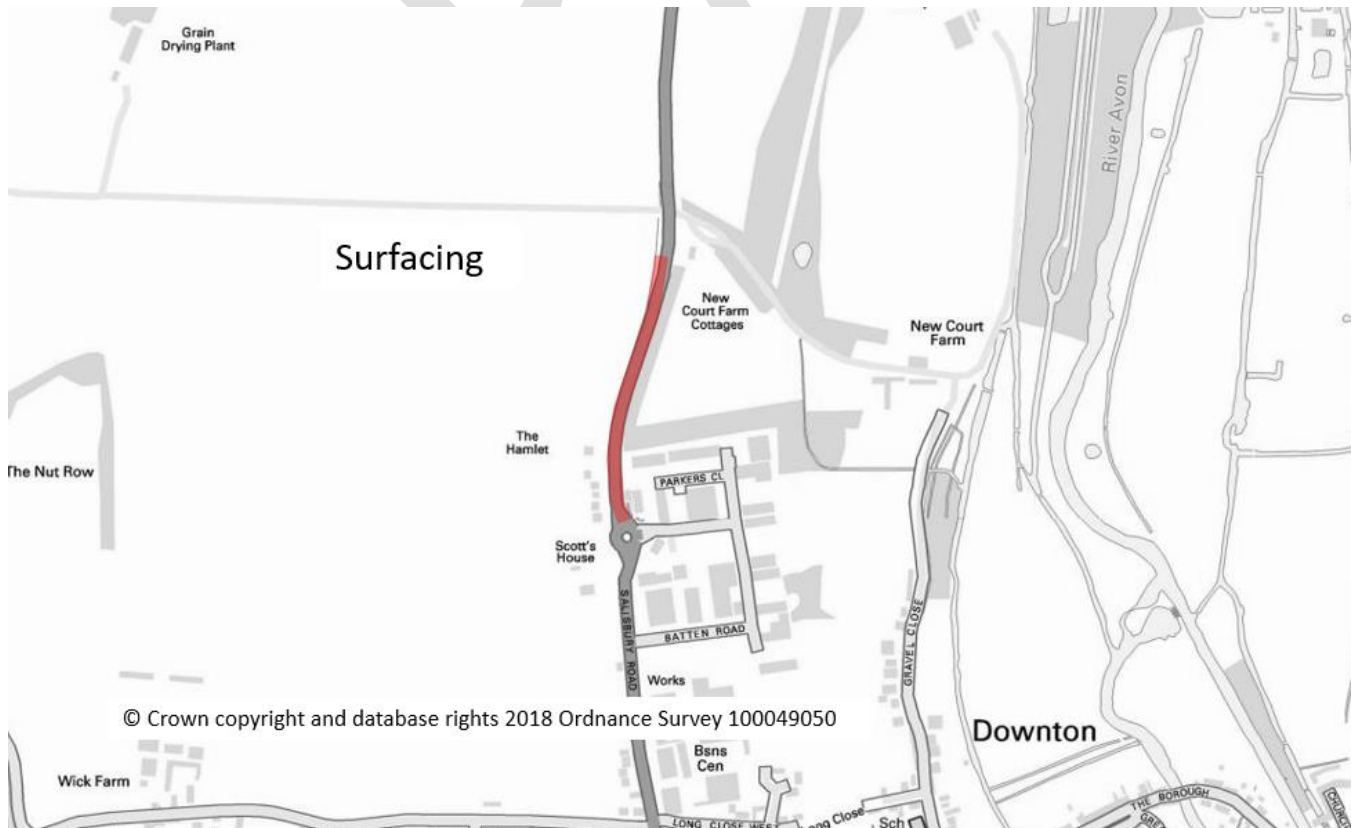 Grain
Drying Plant
River Avon
Surfacing
New
Court Farm
Cottages
New Court
Farm
The
Hamlet
The Nut Row
PARKERS CL
Scott's
House
SALISBURY ROAD
BATTEN ROAD
GRAVEL CLOSE
Works
© Crown copyright and database rights 2018 Ordnance Survey 100049050
Downton
Bsns
Cen
Wick Farm
THE BOROUGH
LONG CLOSE WEST
ong Close
Sch